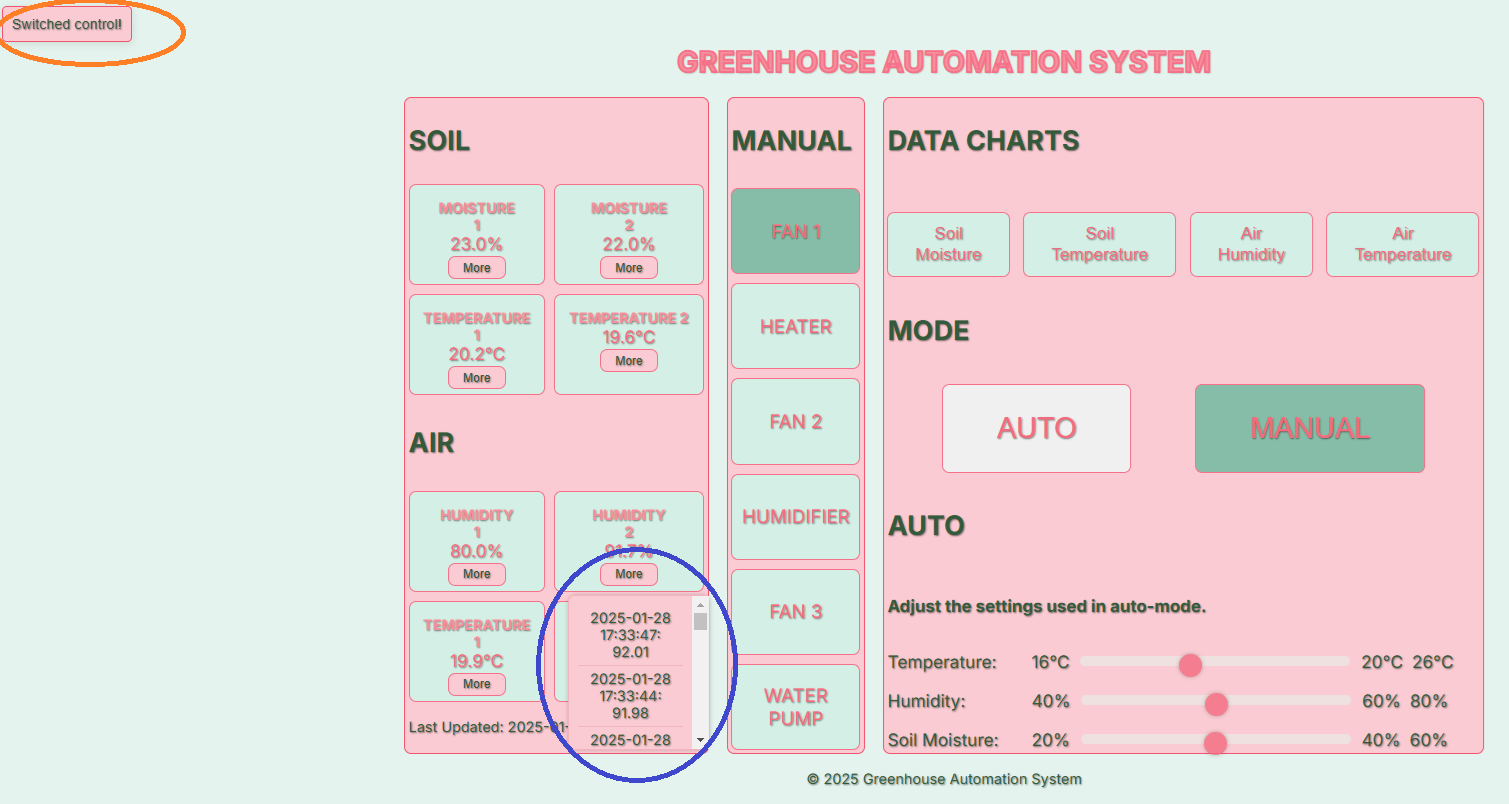 Switched control!
GREENHOUSE AUTOMATION SYSTEM
SOIL
MOISTURE
1
23.0%
More
MOISTURE
2
22.0%
More
TEMPERATURE
1
20.2°C
More
TEMPERATURE 2
19.6°C
More
AIR
HUMIDITY
1
80.0%
More
HUMIDITY
2
91.7%
More
TEMPERATURE
1
19.9°C
More
2025-01-28
17:33:47:
92.01
2025-01-28
17:33:44:
91.98
2025-01-28
Last Updated: 2025-01-
MANUAL
FAN 1
HEATER
FAN 2
HUMIDIFIER
FAN 3
WATER
PUMP
DATA CHARTS
Soil
Moisture
Soil
Temperature
Air
Humidity
Air
Temperature
MODE
AUTO
MANUAL
AUTO
Adjust the settings used in auto-mode.
Temperature: 16°C 20°C 26°C
Humidity: 40% 60% 80%
Soil Moisture: 20% 40% 60%
© 2025 Greenhouse Automation System